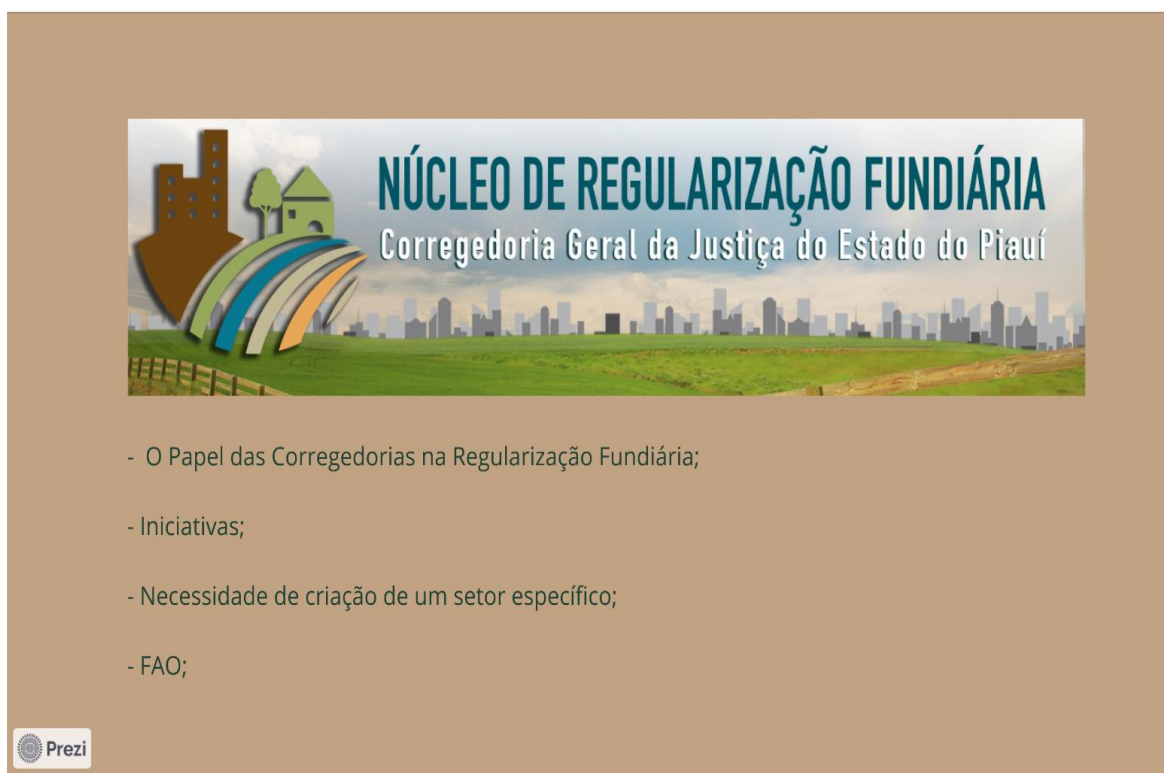 NÚCLEO DE REGULARIZAÇÃO FUNDIÁRIA
Corregedoria Geral da Justiça do Estado do Piauí
- O Papel das Corregedorias na Regularização Fundiária;
- Iniciativas;
- Necessidade de criação de um setor específico;
- FAO;
Prezi